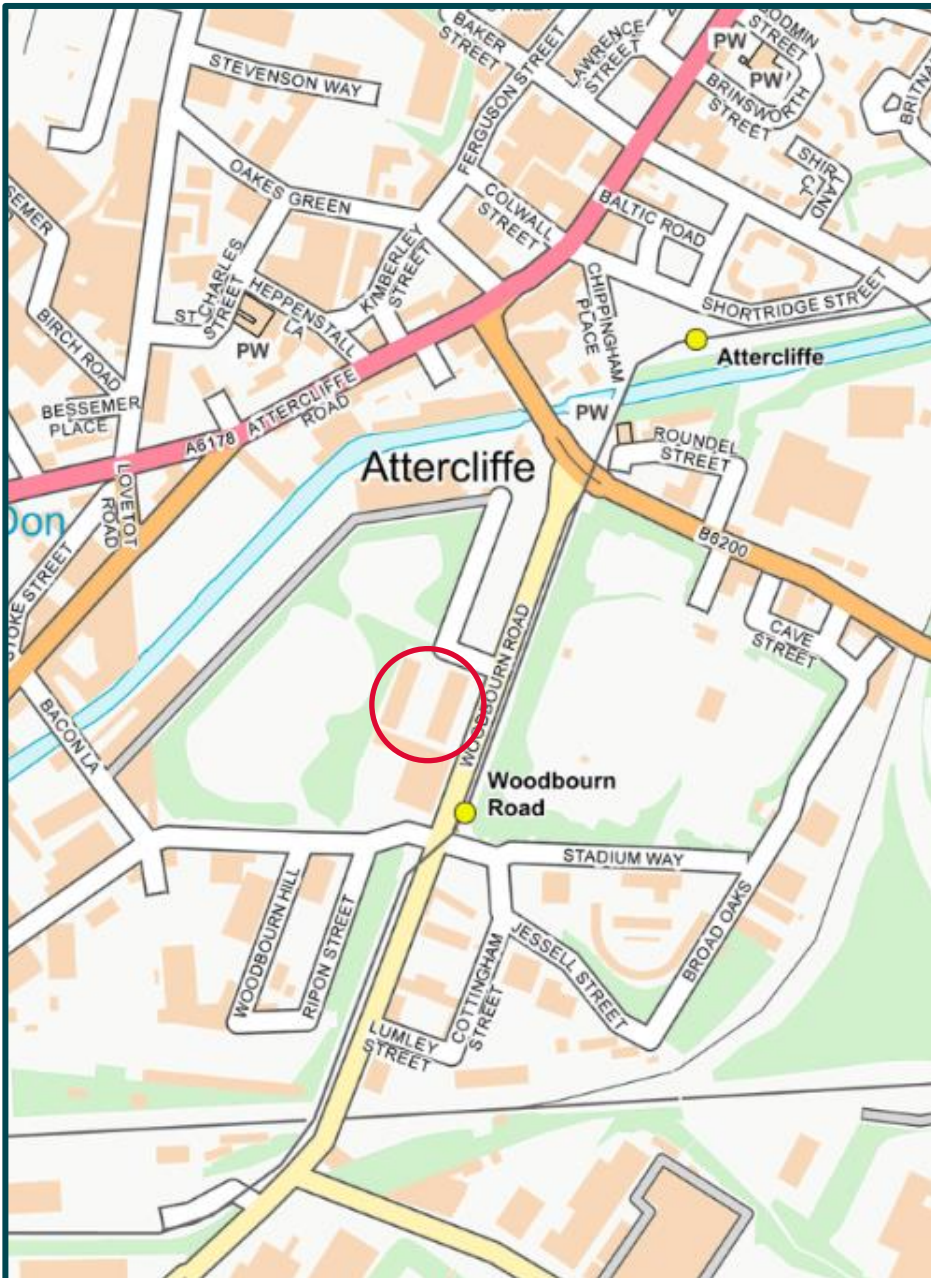 STREET
BAKER
STREET
LAWRENCE
STREET
BODMIN
STREET
PW
PW
STEVENSON WAY
FERGUSON STREET
BRINSWORTH
STREET
SHIRLAND
OAKES GREEN
COLWALL
STREET
BALTIC ROAD
CHARLES
STREET
KIMBERLEY
STREET
HEPPENSTALL
LA
ST
PW
CHIPPINGHAM
PLACE
SHORTRIDGE STREET
BIRCH ROAD
Attercliffe
BESSEMER
PLACE
A6178
ATTERCLIFFE
ROAD
PW
ROUNDEL
STREET
Attercliffe
LOVETOT
ROAD
Don
B6200
STOKE STREET
CAVE
STREET
WOODBOURN ROAD
BACON LA
Woodbourn
Road
STADIUM WAY
WOODBOURN HILL
RIPON STREET
BROAD OAKS
JESSELL STREET
COTTINGHAM
STREET
LUMLEY
STREET